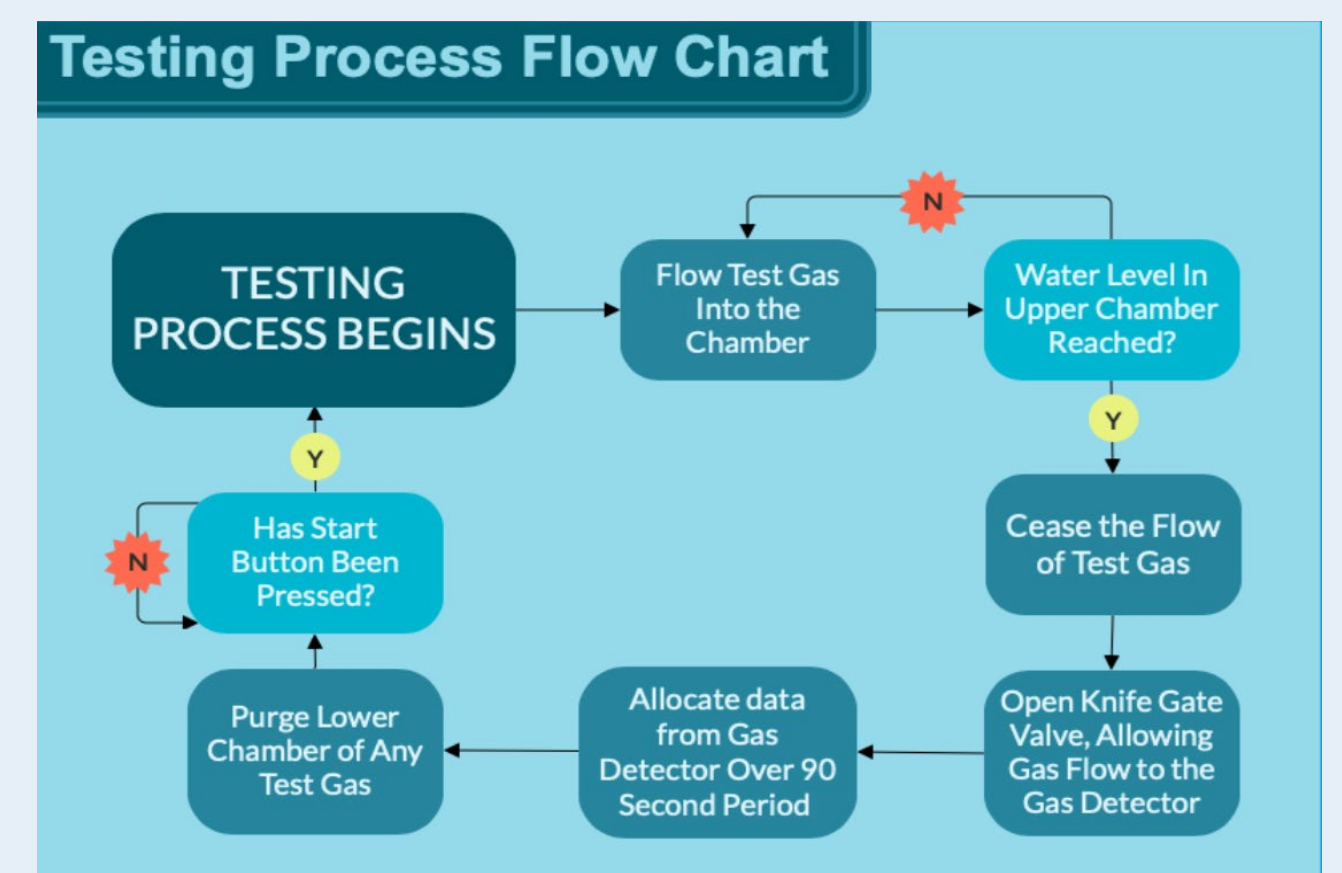 Testing Process Flow Chart
TESTING
PROCESS BEGINS
Flow Test Gas
Into the
Chamber
N
Water Level In
Upper Chamber
Reached?
Y
Cease the Flow
of Test Gas
Open Knife Gate
Valve, Allowing
Gas Flow to the
Gas Detector
Allocate data
from Gas
Detector Over 90
Second Period
Purge Lower
Chamber of Any
Test Gas
Has Start
Button Been
Pressed?
N
Y